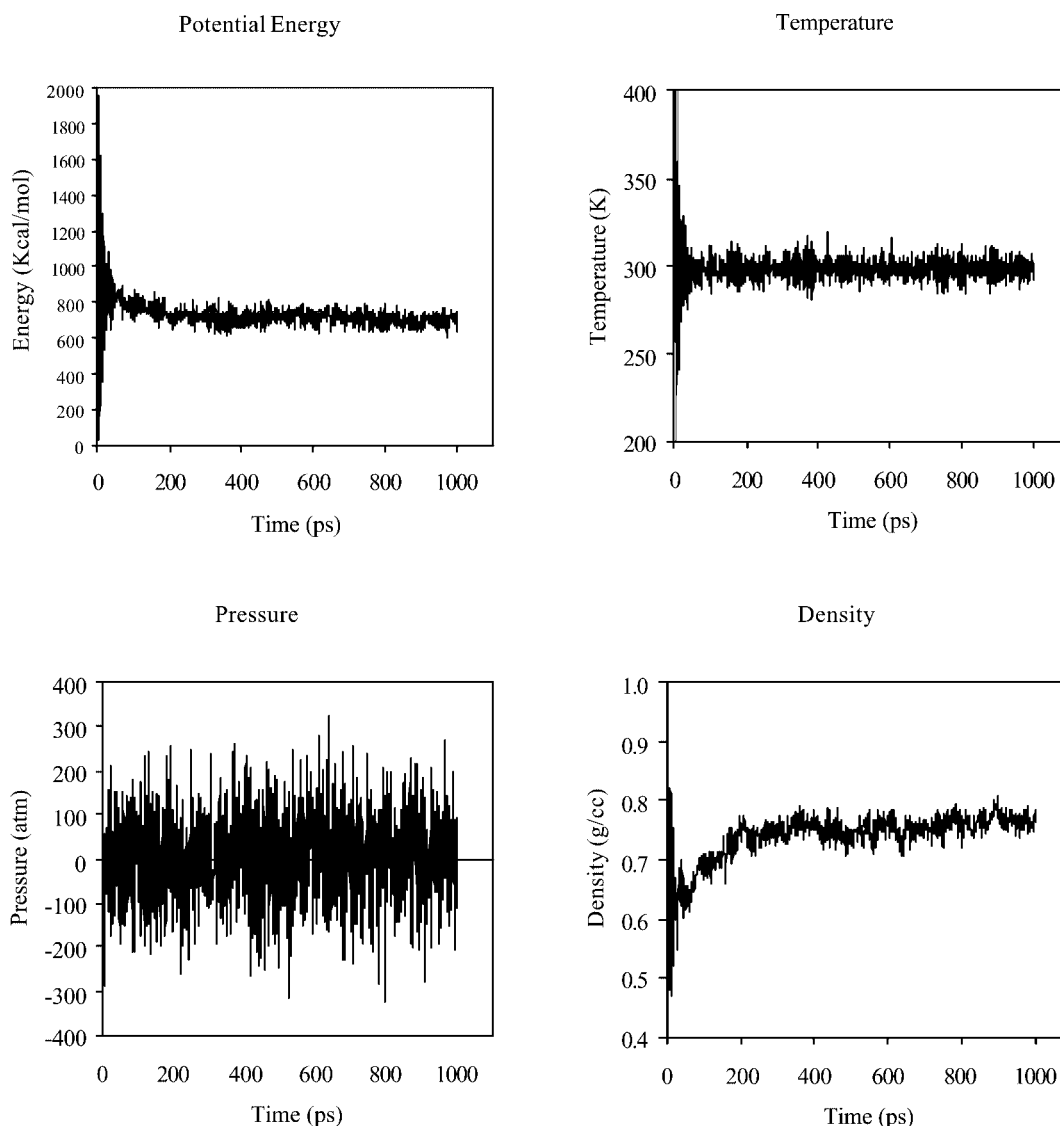 Potential Energy
2000
1800
1600
1400
1200
1000
800
600
400
200
0
Energy (Kcal/mol)
0 200 400 600 800 1000
Time (ps)
Temperature
400
350
300
250
200
Temperature (K)
0 200 400 600 800 1000
Time (ps)
Pressure
400
300
200
100
0
-100
-200
-300
-400
Pressure (atm)
0 200 400 600 800 1000
Time (ps)
Density
1.0
0.9
0.8
0.7
0.6
0.5
0.4
Density (g/cc)
0 200 400 600 800 1000
Time (ps)